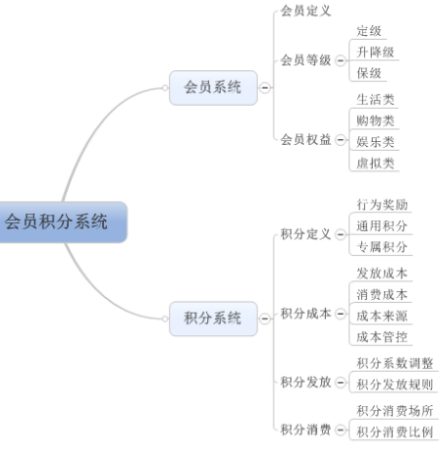 会员积分系统
会员系统
会员定义
会员等级
定级
升降级
保级
会员权益
生活类
购物类
娱乐类
虚拟类
积分系统
积分定义
行为奖励
通用积分
专属积分
积分成本
发放成本
消费成本
成本来源
成本管控
积分发放
积分系数调整
积分发放规则
积分消费
积分消费场所
积分消费比例